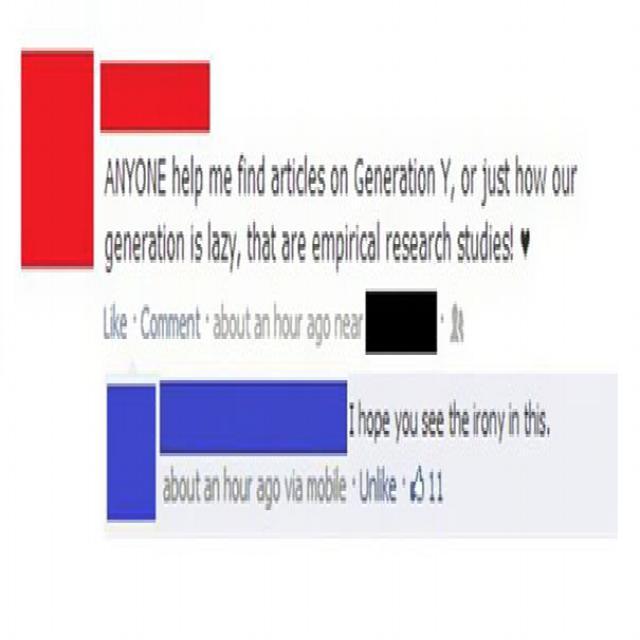 ANYONE help me find articles on Generation Y, or just how our
generation is lazy, that are empirical research studies! ♥
Like · Comment · about an hour ago near ·
I hope you see the irony in this.
about an hour ago via mobile · Unlike · 11